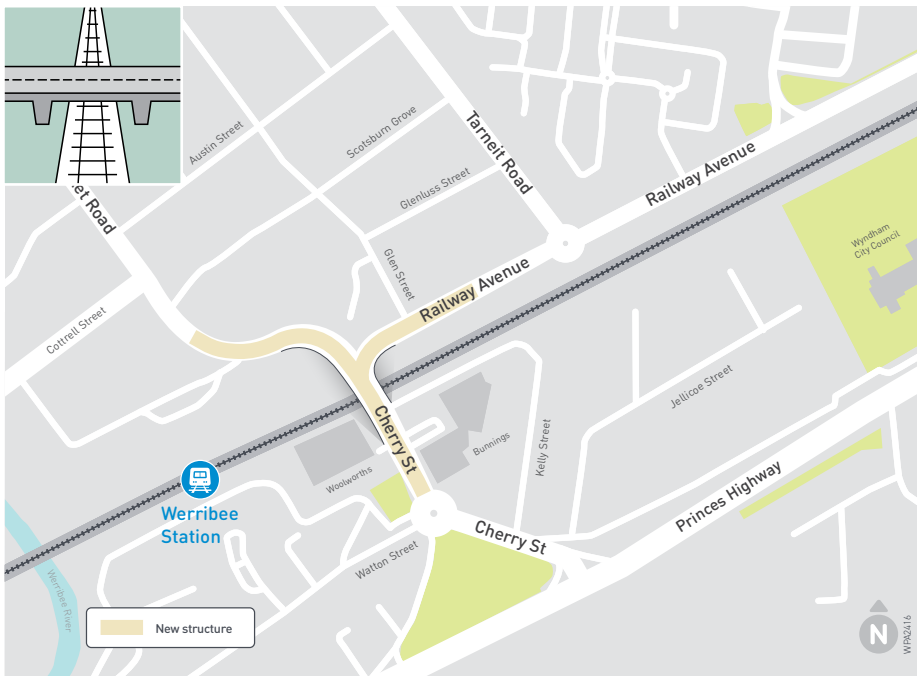 Austin Street
Scotsburn Grove
Tarneit Road
Glenluss Street
Railway Avenue
Wyndham
City Council
Road
Glen Street
Railway Avenue
Cottrell Street
Jellicoe Street
Cherry St
Bunnings
Kelly Street
Woolworths
Werribee
Station
Princes Highway
Cherry St
Watton Street
Werribee River
New structure
N
WPA2416